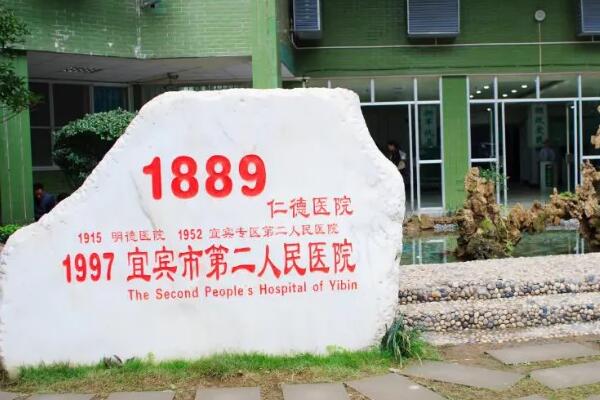 1889
仁德医院
1915 明德医院 1952 宜宾专区第二人民医院
1997 宜宾市第二人民医院
The Second People's Hospital of Yibin